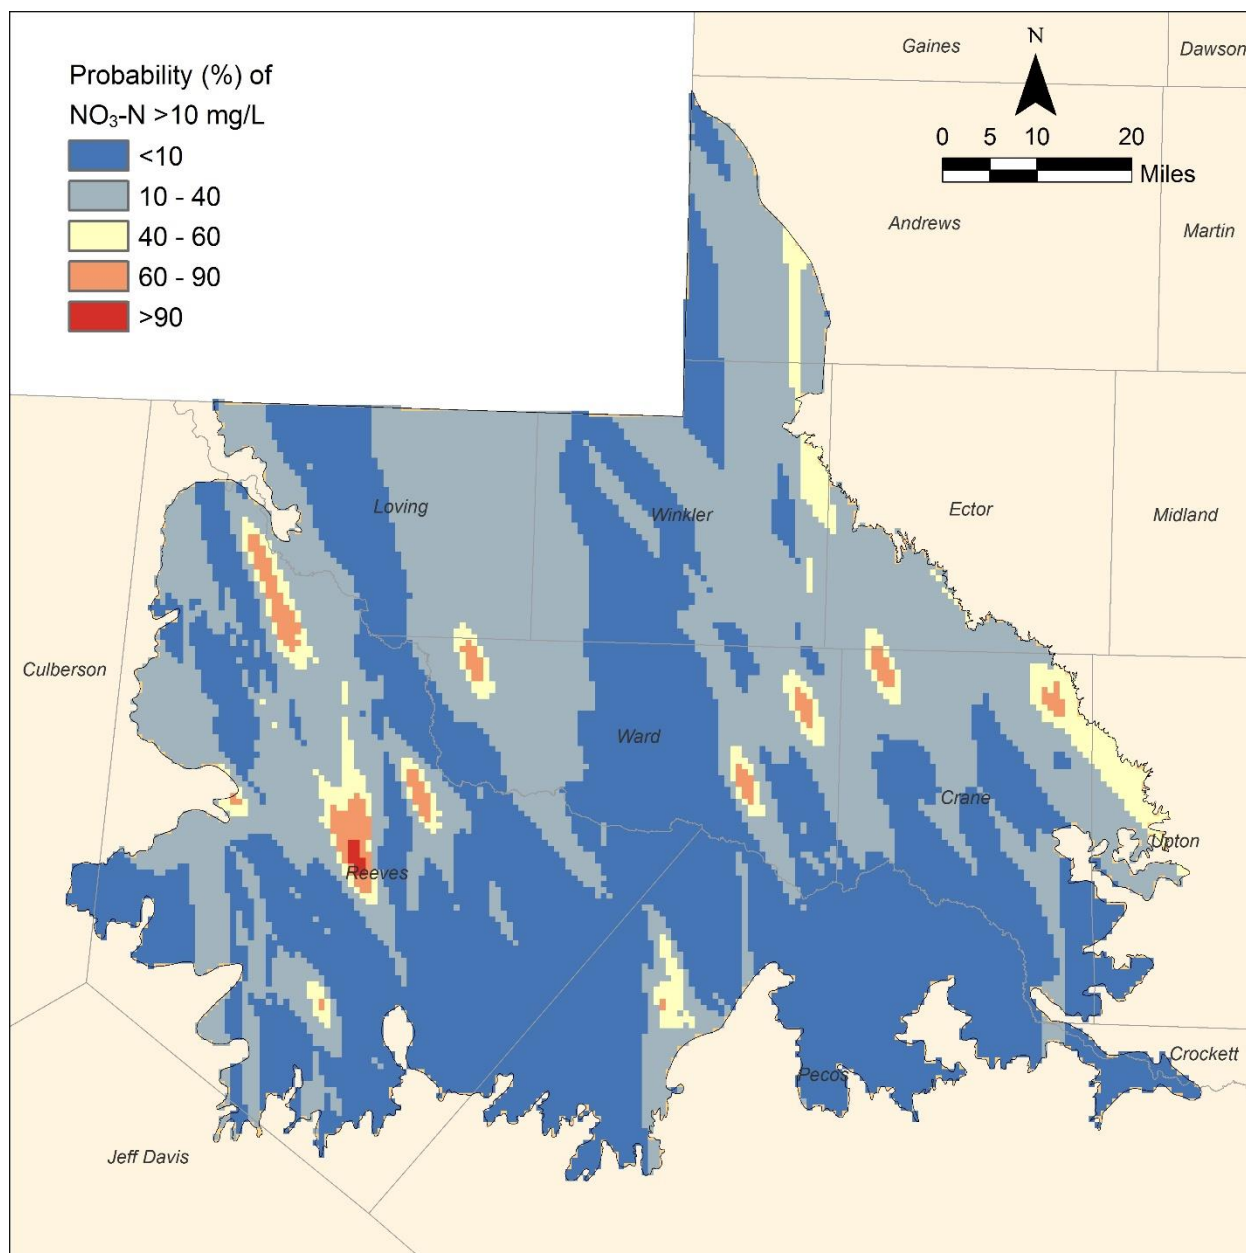 Probability (%) of
NO₃-N >10 mg/L
<10
10 - 40
40 - 60
60 - 90
>90
N
0 5 10 20
Miles
Gaines
Dawson
Andrews
Martin
Loving
Winkler
Ector
Midland
Culberson
Ward
Crane
Upton
Reeves
Pecos
Crockett
Jeff Davis